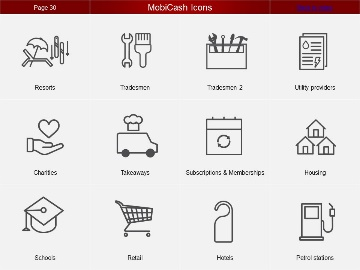 Page 30
MobiCash Icons
Resorts
Tradesmen
Tradesmen 2
Utility providers
Charities
Takeaways
Subscriptions & Memberships
Housing
Schools
Retail
Hotels
Petrol stations